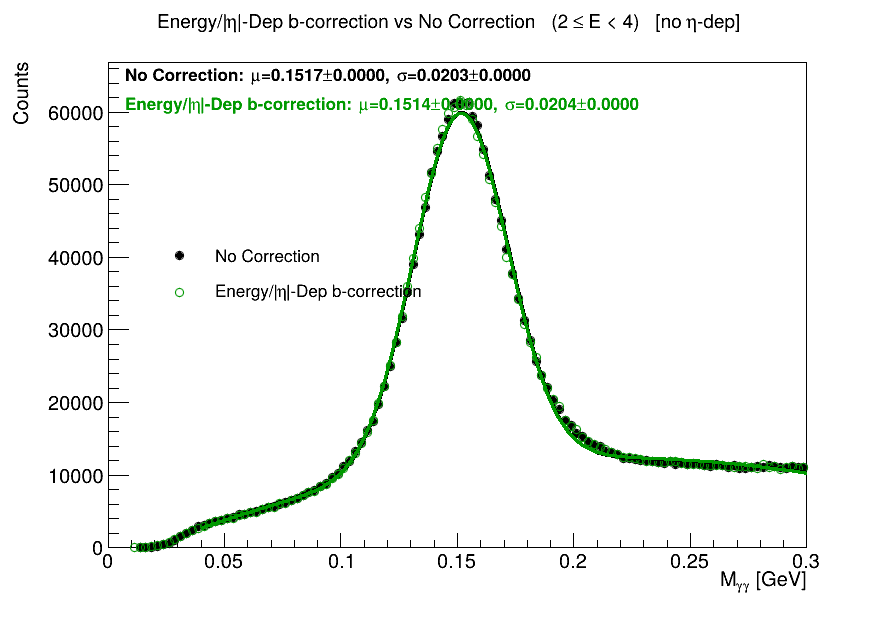 Energy/|η|-Dep b-correction vs No Correction (2 ≤ E < 4) [no η-dep]
Counts
No Correction: μ=0.1517±0.0000, σ=0.0203±0.0000
Energy/|η|-Dep b-correction: μ=0.1514±0.0000, σ=0.0204±0.0000
60000
50000
40000
30000
20000
10000
0
No Correction
Energy/|η|-Dep b-correction
0 0.05 0.1 0.15 0.2 0.25 0.3
Mγγ [GeV]